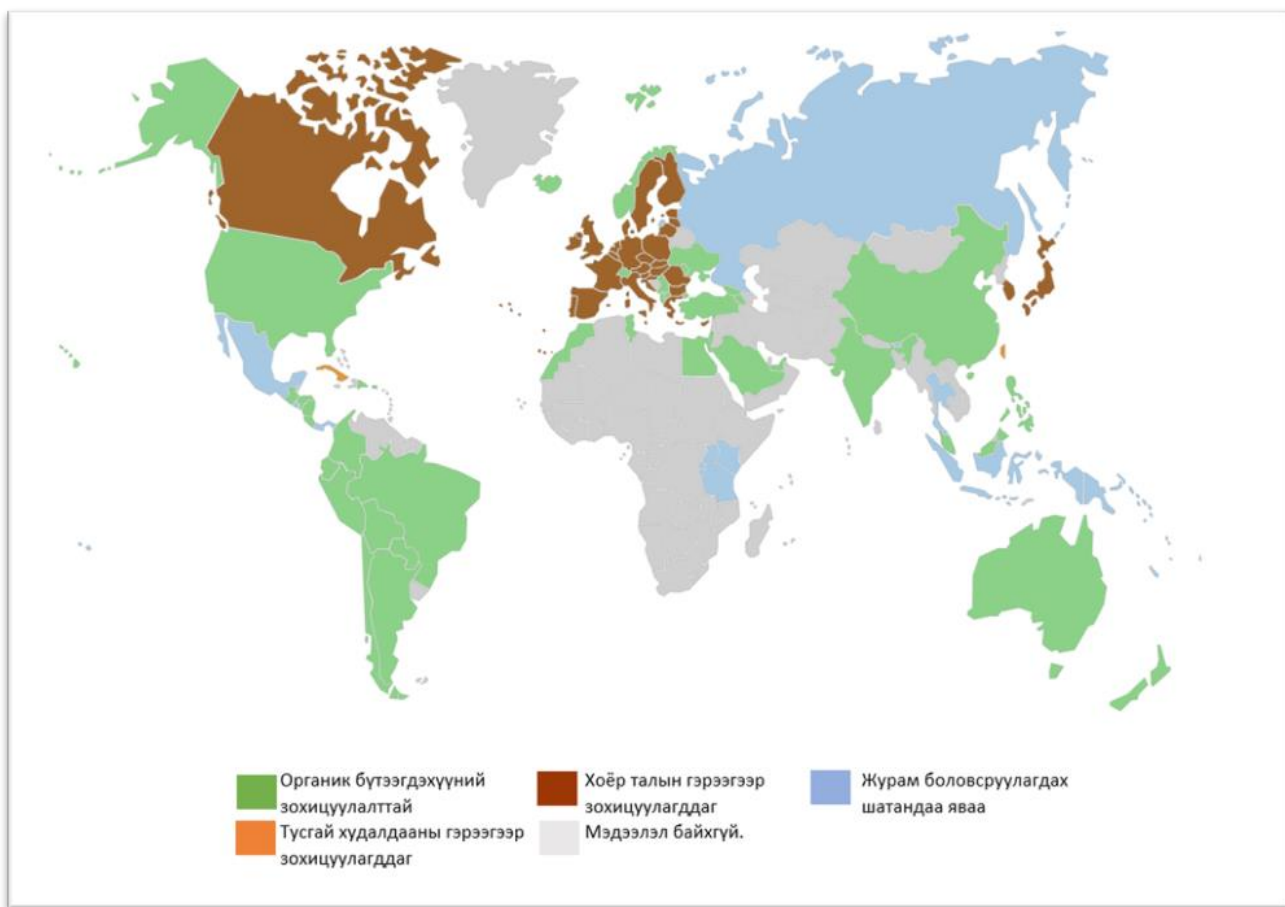 Органик бүтээгдэхүүний
зохицуулалттай
Хоёр талын гэрээгээр
зохицуулагддаг
Журам боловсруулагдах
шатандаа яваа
Тусгай худалдааны гэрээгээр
зохицуулагддаг
Мэдээлэл байхгүй.